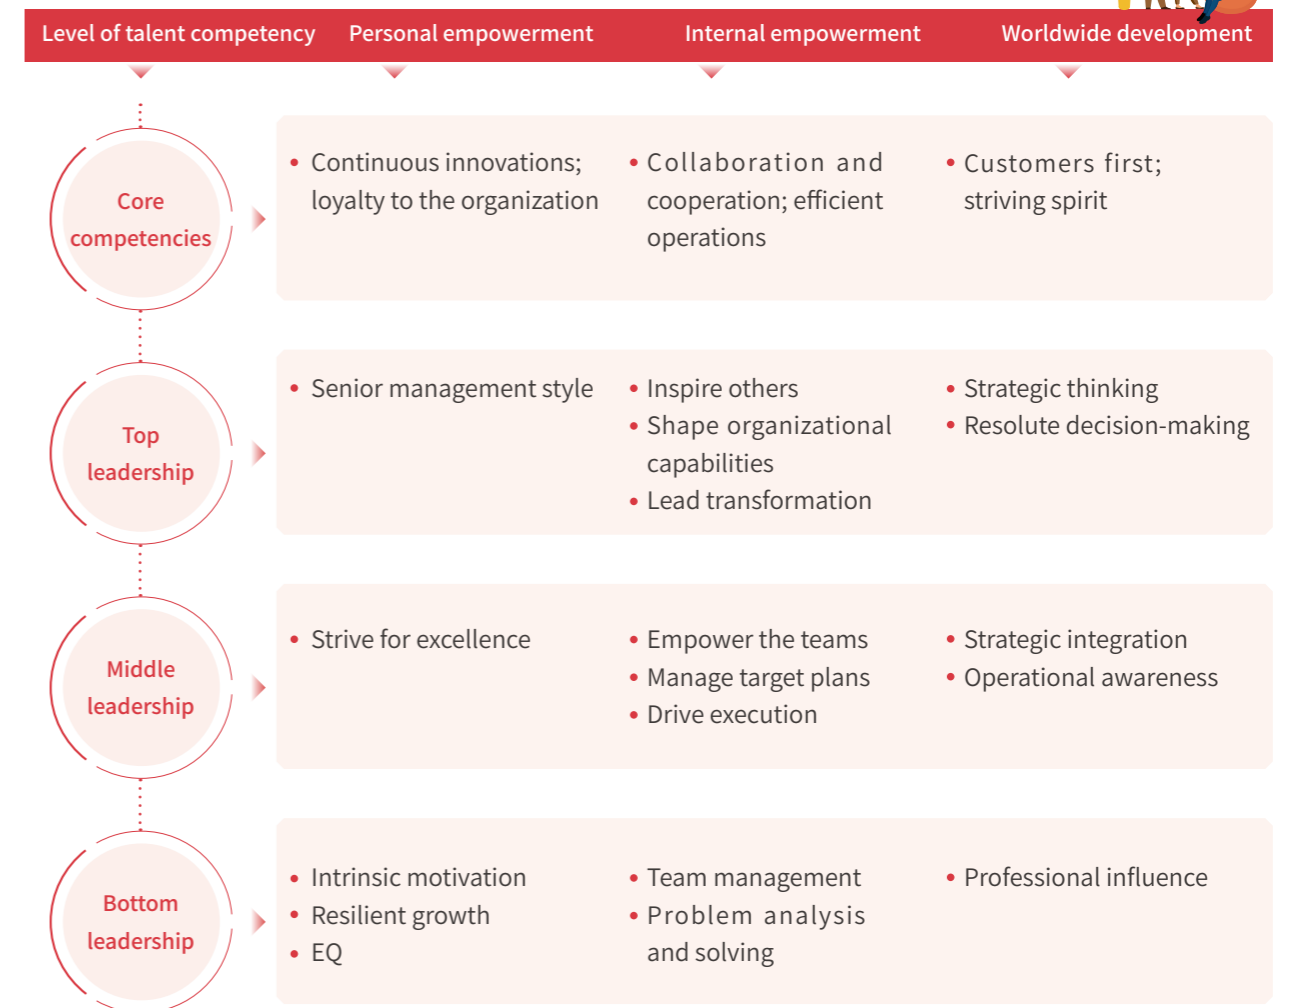 Level of talent competency Personal empowerment Internal empowerment Worldwide development
Core
competencies
• Continuous innovations;
loyalty to the organization
• Collaboration and
cooperation; efficient
operations
• Customers first;
striving spirit
Top
leadership
• Senior management style
• Inspire others
• Shape organizational
capabilities
• Lead transformation
• Strategic thinking
• Resolute decision-making
Middle
leadership
• Strive for excellence
• Empower the teams
• Manage target plans
• Drive execution
• Strategic integration
• Operational awareness
Bottom
leadership
• Intrinsic motivation
• Resilient growth
• EQ
• Team management
• Problem analysis
and solving
• Professional influence